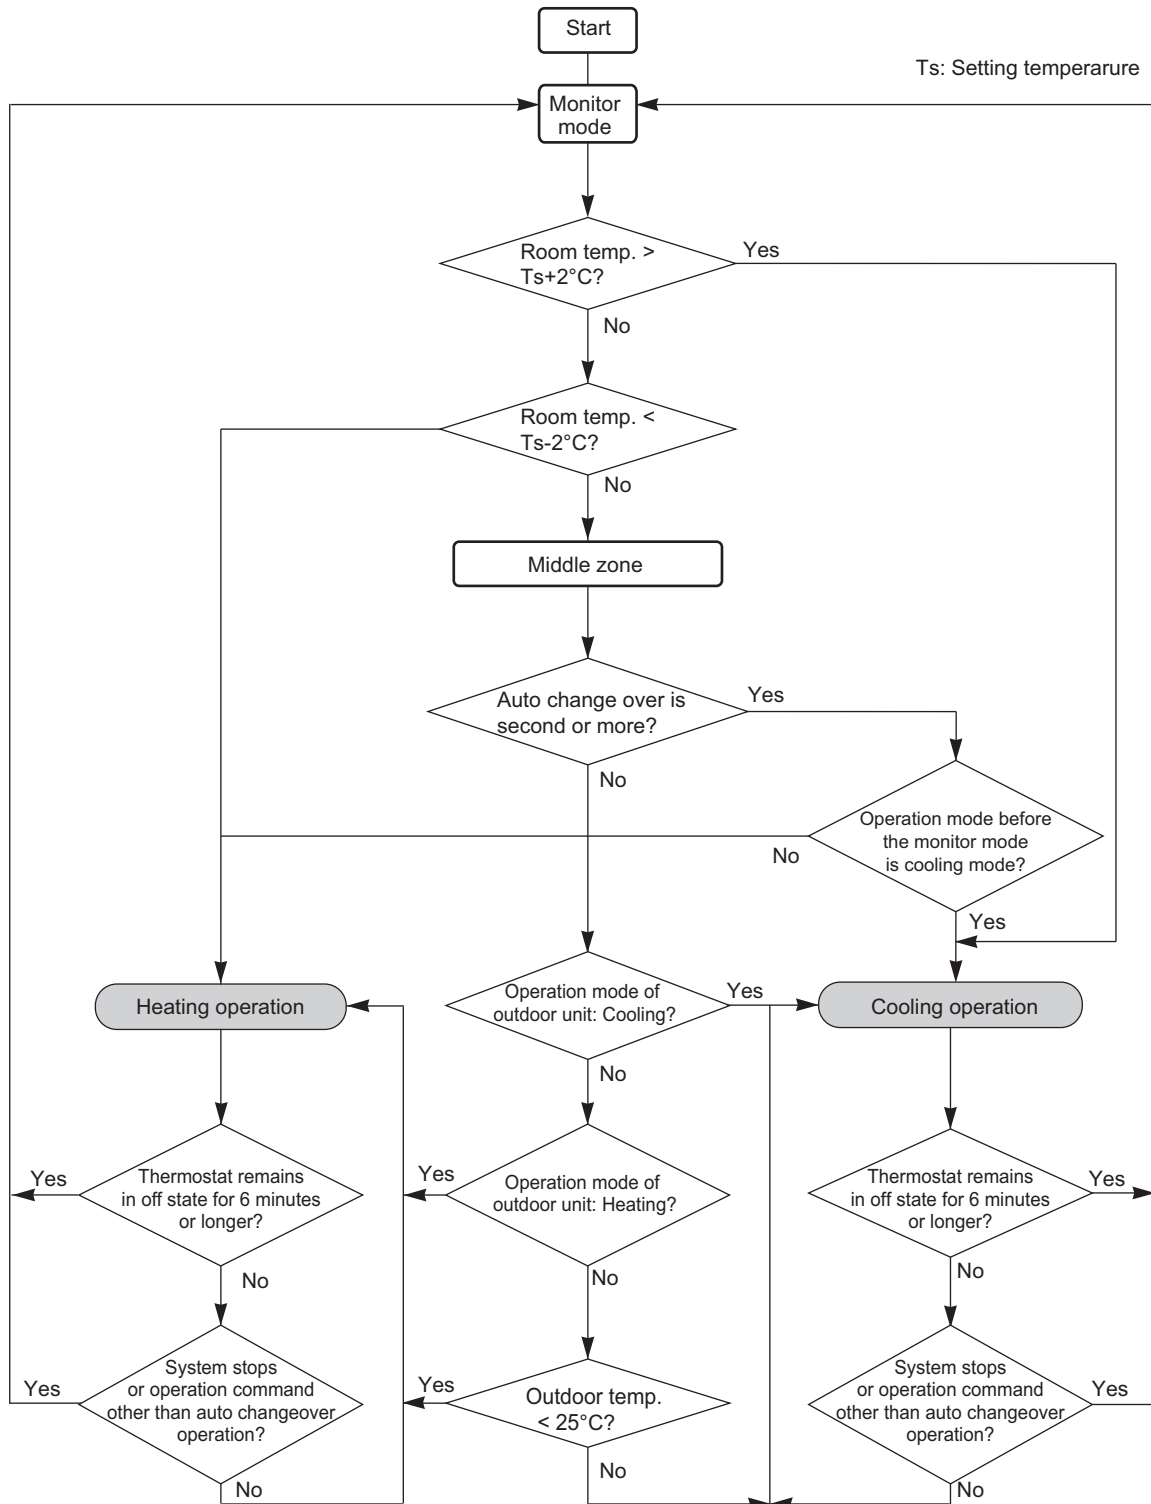 Start
Ts: Setting temperarure
Monitor
mode
Room temp. >
Ts+2°C?
Yes
No
Room temp. <
Ts-2°C?
No
Middle zone
Auto change over is
second or more?
Yes
No
Operation mode before
the monitor mode
is cooling mode?
No
Yes
Heating operation
Operation mode of
outdoor unit: Cooling?
Yes
Cooling operation
No
Thermostat remains
in off state for 6 minutes
or longer?
Yes
No
Operation mode of
outdoor unit: Heating?
Yes
No
Thermostat remains
in off state for 6 minutes
or longer?
Yes
No
System stops
or operation command
other than auto changeover
operation?
Yes
No
Outdoor temp.
< 25°C?
Yes
No
System stops
or operation command
other than auto changeover
operation?
Yes
No